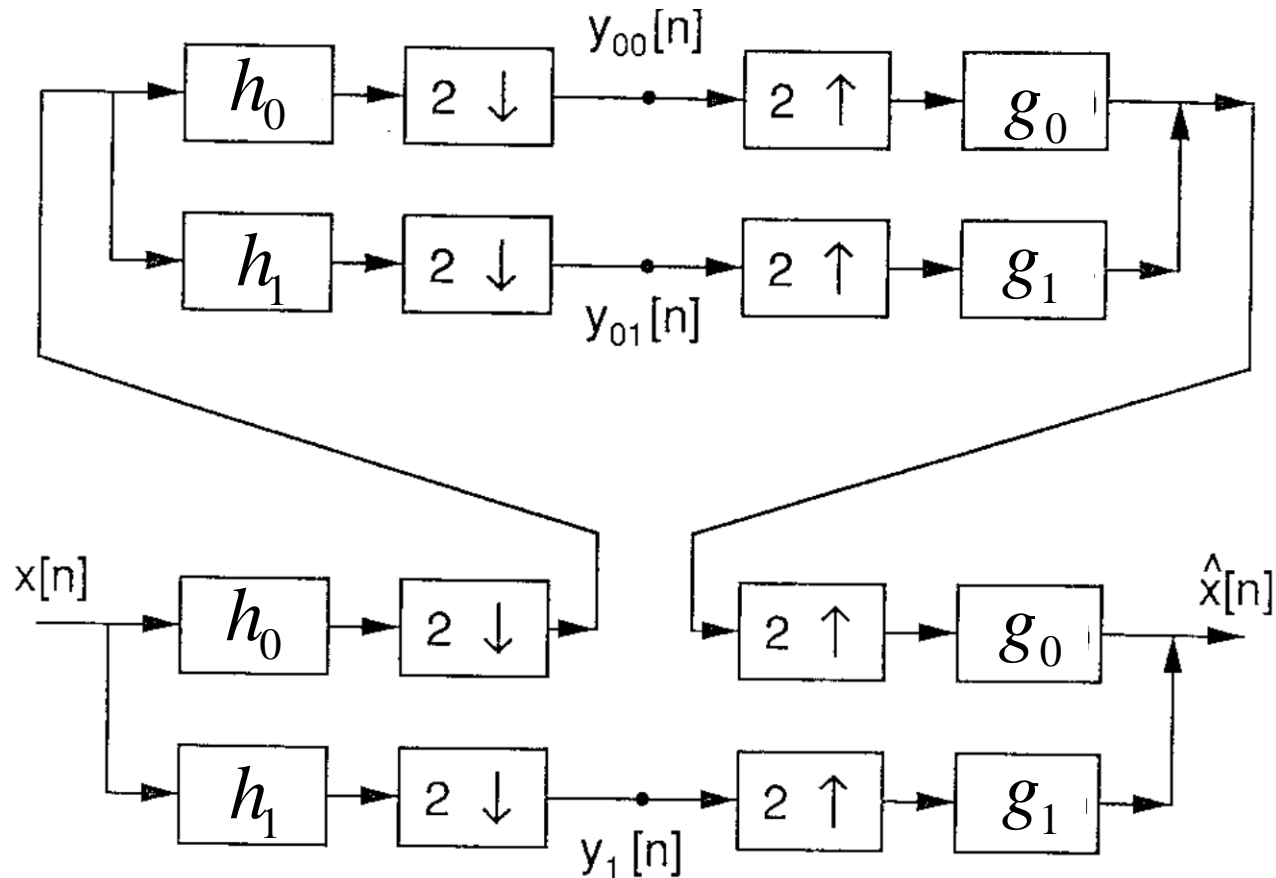 y₀₀[n]
h₀ 2 ↓ 2 ↑ g₀
h₁ 2 ↓ 2 ↑ g₁
y₀₁[n]
x[n] x̂[n]
h₀ 2 ↓ 2 ↑ g₀
h₁ 2 ↓ 2 ↑ g₁
y₁[n]